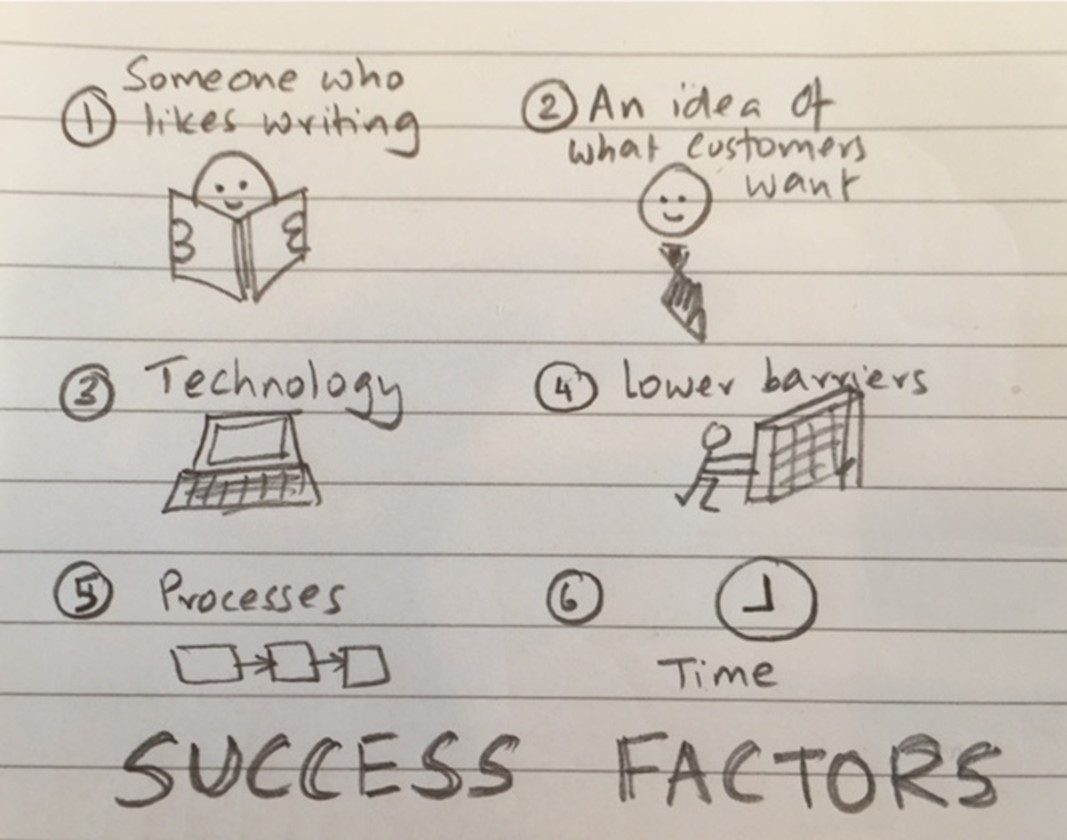 ① Someone who
likes writing
② An idea of
what customers
want
③ Technology
④ Lower barriers
⑤ Processes
⑥
Time
SUCCESS FACTORS